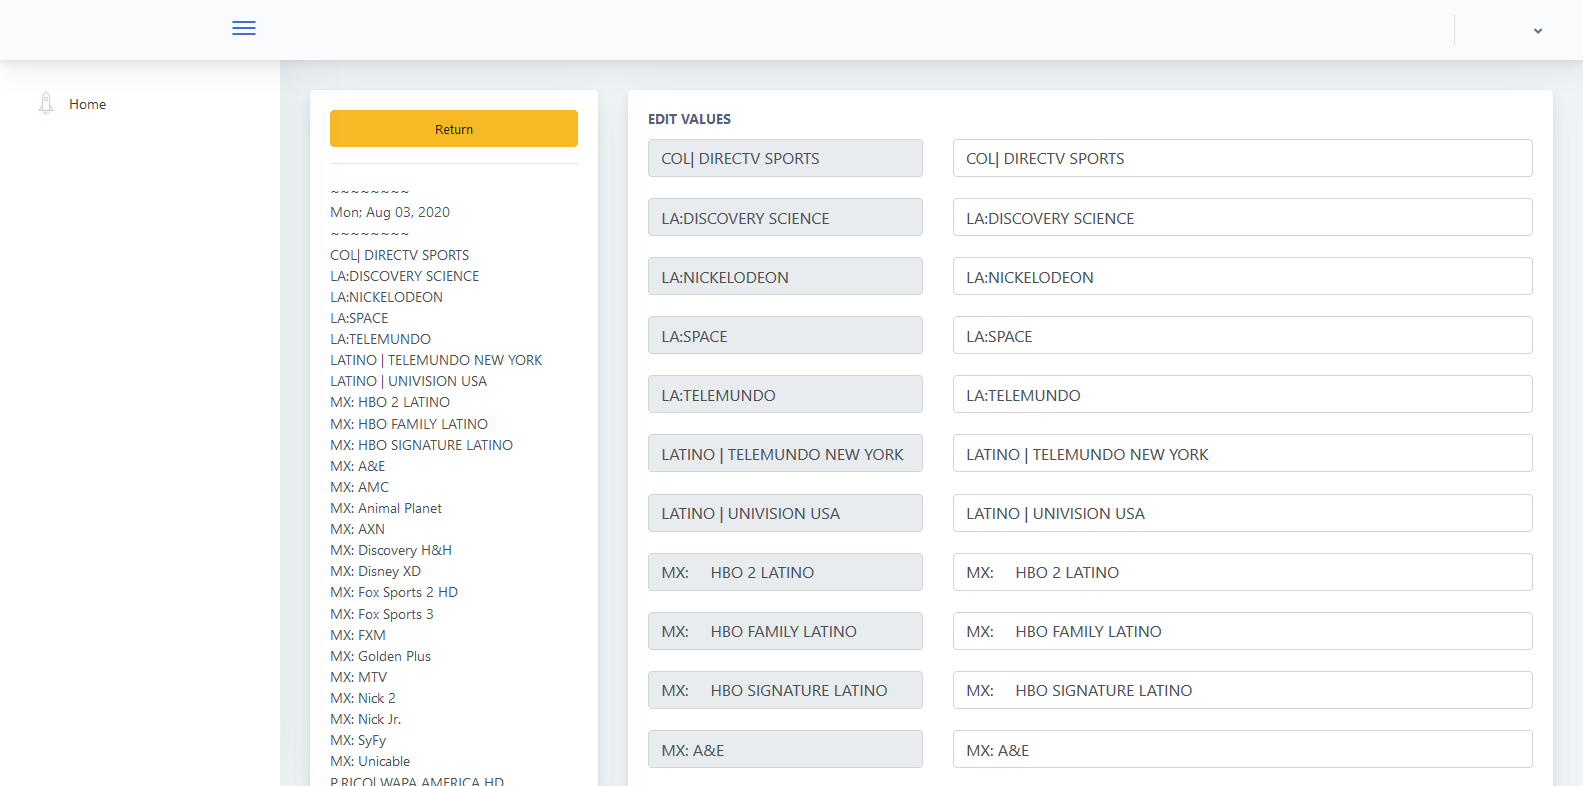 Home
Return
~~~~~~~~
Mon; Aug 03, 2020
~~~~~~~~
COL| DIRECTV SPORTS
LA:DISCOVERY SCIENCE
LA:NICKELODEON
LA:SPACE
LA:TELEMUNDO
LATINO | TELEMUNDO NEW YORK
LATINO | UNIVISION USA
MX: HBO 2 LATINO
MX: HBO FAMILY LATINO
MX: HBO SIGNATURE LATINO
MX: A&E
MX: AMC
MX: Animal Planet
MX: AXN
MX: Discovery H&H
MX: Disney XD
MX: Fox Sports 2 HD
MX: Fox Sports 3
MX: FXM
MX: Golden Plus
MX: MTV
MX: Nick 2
MX: Nick Jr.
MX: SyFy
MX: Unicable
P.RICO| WAPA AMERICA HD
EDIT VALUES
COL| DIRECTV SPORTS COL| DIRECTV SPORTS
LA:DISCOVERY SCIENCE LA:DISCOVERY SCIENCE
LA:NICKELODEON LA:NICKELODEON
LA:SPACE LA:SPACE
LA:TELEMUNDO LA:TELEMUNDO
LATINO | TELEMUNDO NEW YORK LATINO | TELEMUNDO NEW YORK
LATINO | UNIVISION USA LATINO | UNIVISION USA
MX: HBO 2 LATINO MX: HBO 2 LATINO
MX: HBO FAMILY LATINO MX: HBO FAMILY LATINO
MX: HBO SIGNATURE LATINO MX: HBO SIGNATURE LATINO
MX: A&E MX: A&E